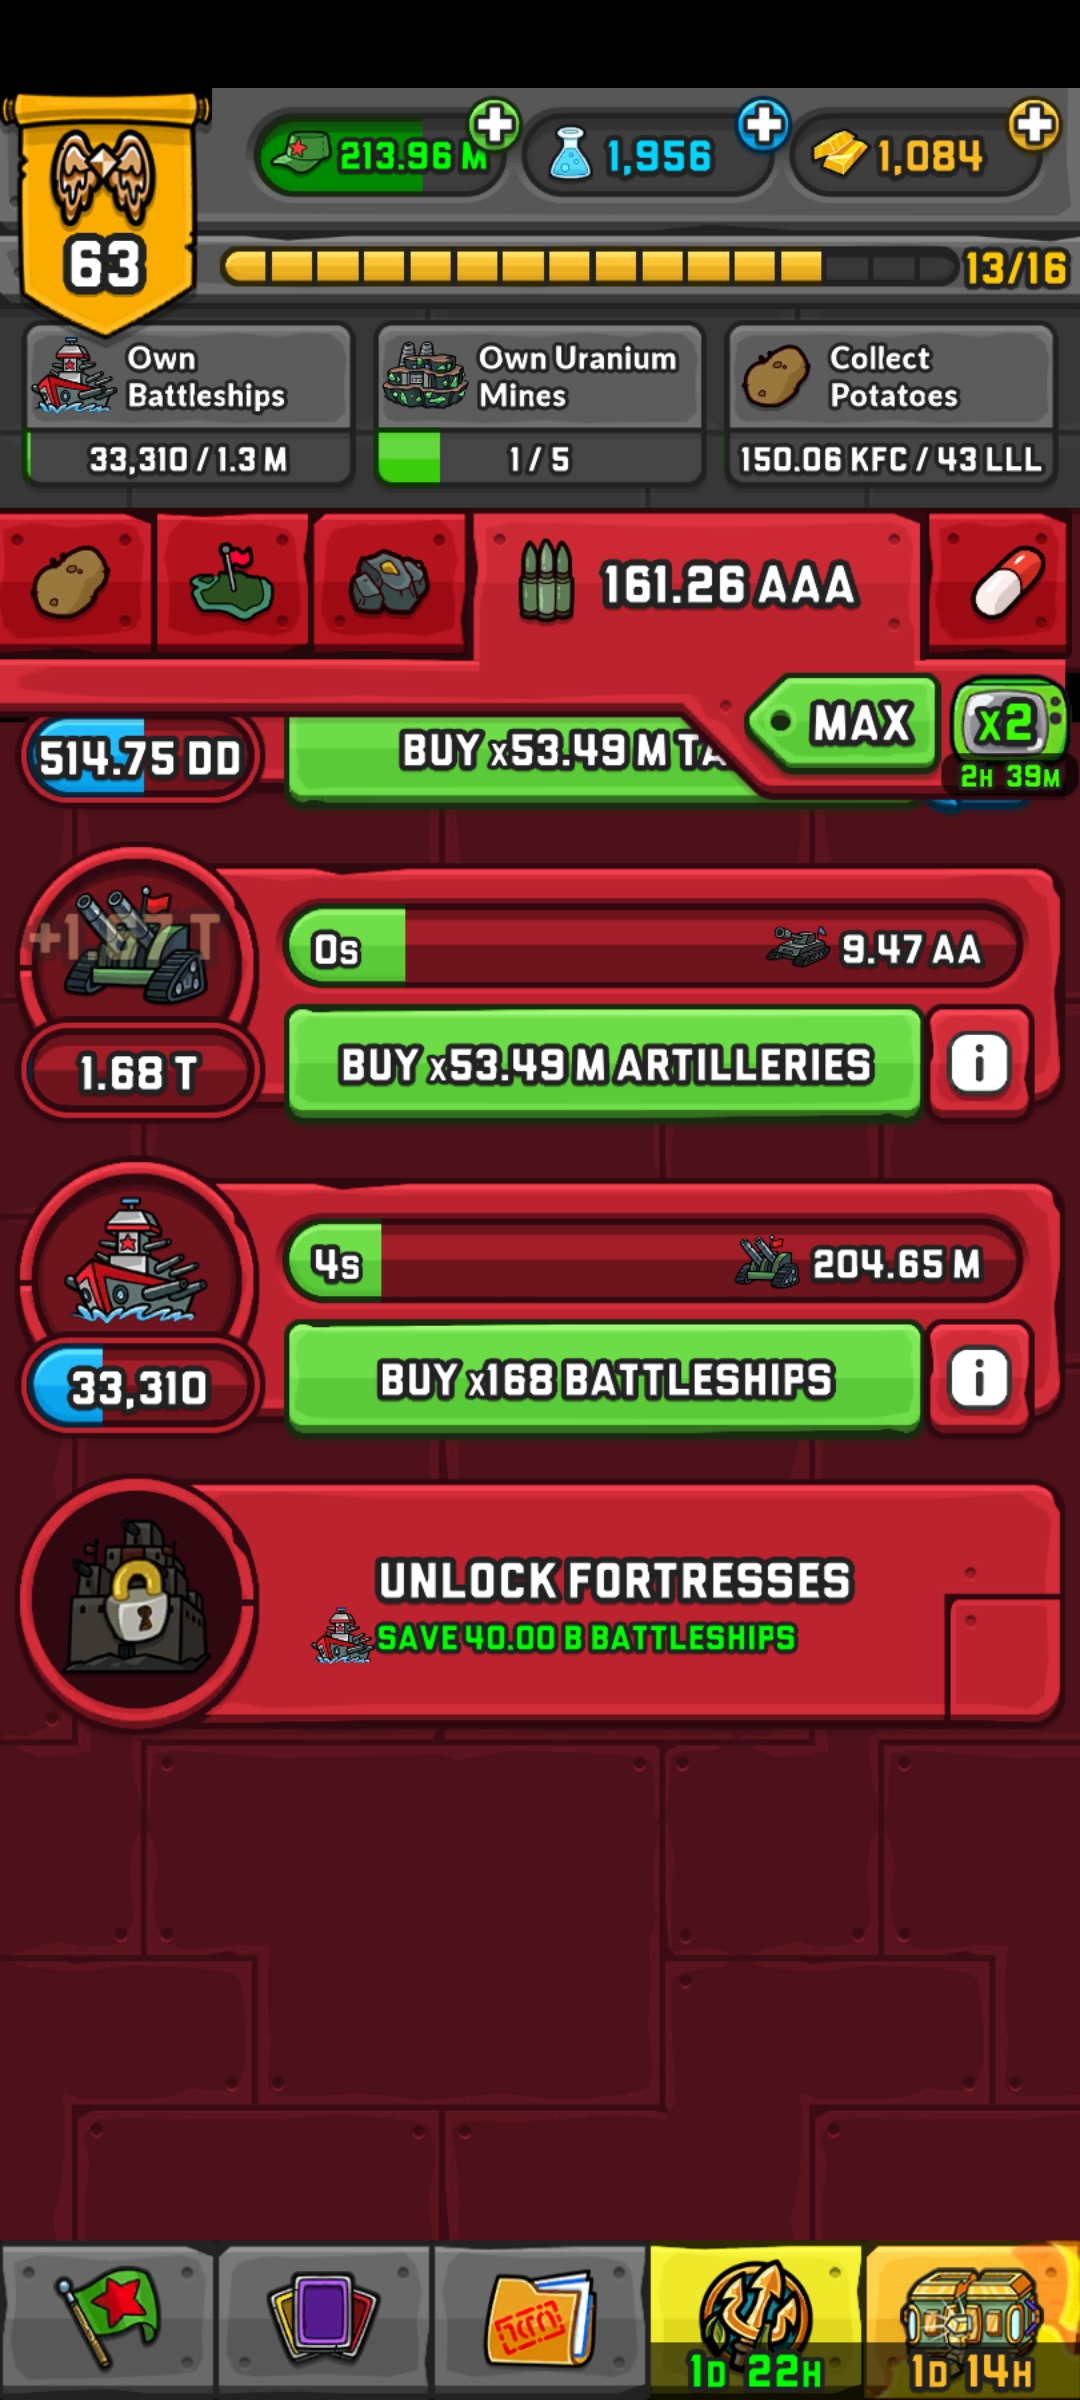 213.96 M
1,956
1,084
63
13/16
Own
Battleships
33,310 / 1.3 M
Own Uranium
Mines
1 / 5
Collect
Potatoes
150.06 KFC / 43 LLL
161.26 AAA
MAX
x2
2H 39M
514.75 DD
BUY x53.49 M TA
+1.67 T
0s
9.47 AA
1.68 T
BUY x53.49 M ARTILLERIES
i
4s
204.65 M
33,310
BUY x168 BATTLESHIPS
i
UNLOCK FORTRESSES
SAVE 40.00 B BATTLESHIPS
1D 22H
1D 14H